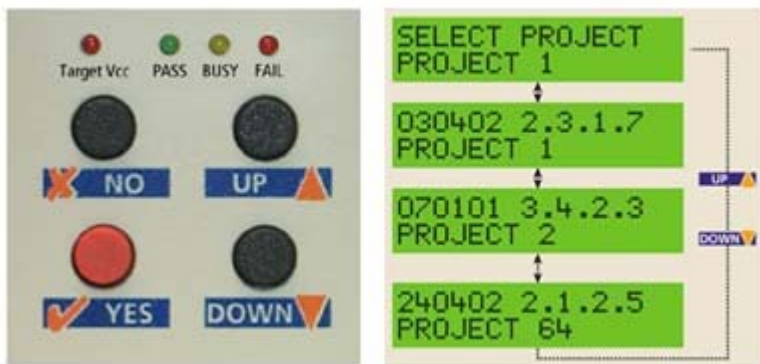 Target Vcc PASS BUSY FAIL
NO UP
YES DOWN
SELECT PROJECT
PROJECT 1
030402 2.3.1.7
PROJECT 1
070101 3.4.2.3
PROJECT 2
240402 2.1.2.5
PROJECT 64
UP
DOWN